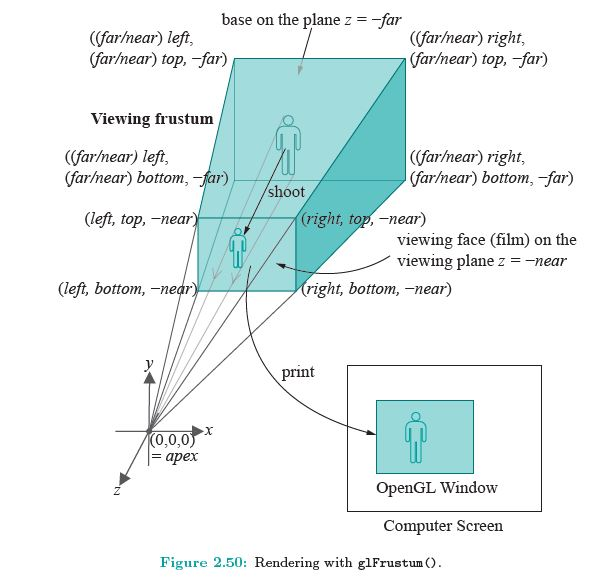 base on the plane z = −far
((far/near) left,
(far/near) top, −far)
((far/near) right,
(far/near) top, −far)
Viewing frustum
((far/near) left,
(far/near) bottom, −far)
((far/near) right,
(far/near) bottom, −far)
shoot
(left, top, −near)
(right, top, −near)
viewing face (film) on the
viewing plane z = −near
(left, bottom, −near)
(right, bottom, −near)
print
y
x
(0,0,0)
= apex
z
OpenGL Window
Computer Screen
Figure 2.50: Rendering with glFrustum().